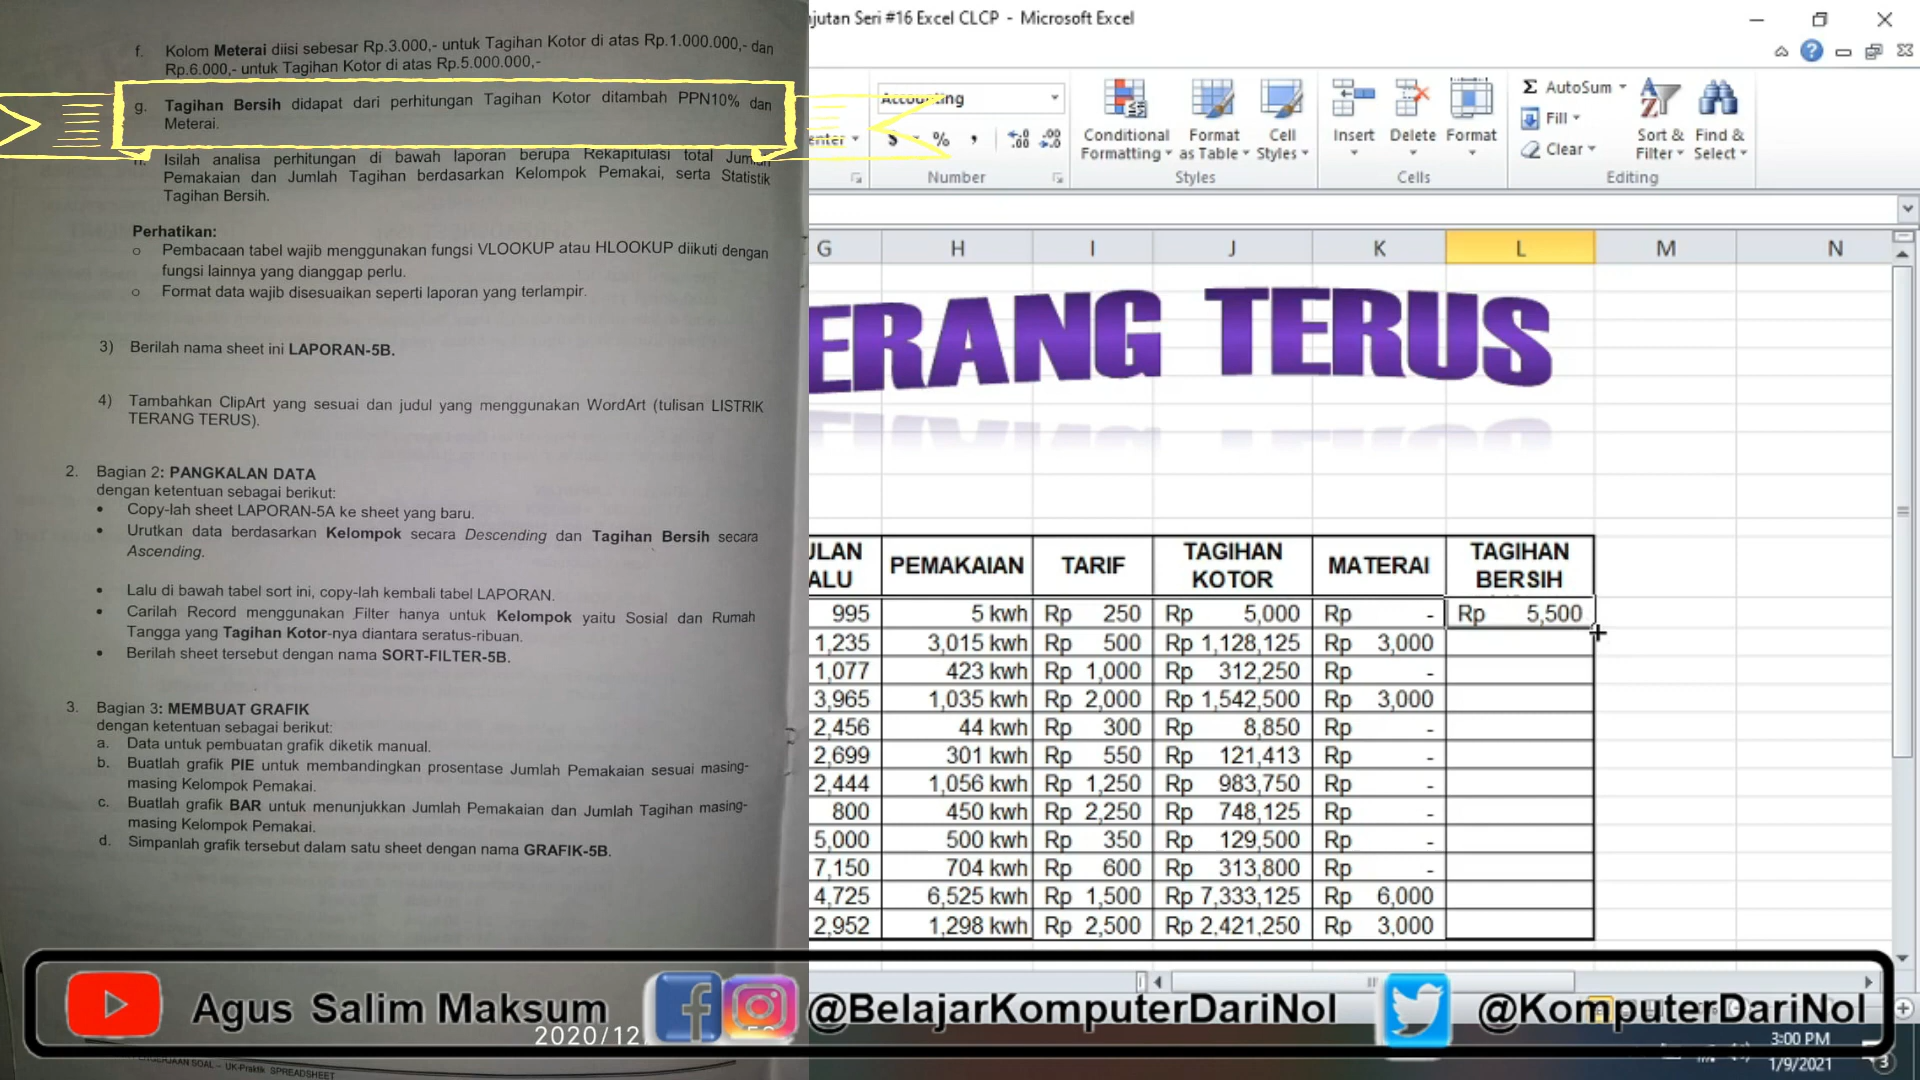 f. Kolom Meterai diisi sebesar Rp.3.000,- untuk Tagihan Kotor di atas Rp.1.000.000,- dan
Rp.6.000,- untuk Tagihan Kotor di atas Rp.5.000.000,-
g. Tagihan Bersih didapat dari perhitungan Tagihan Kotor ditambah PPN10% dan
Meterai.
Isilah analisa perhitungan di bawah laporan berupa Rekapitulasi total Jumlah
Pemakaian dan Jumlah Tagihan berdasarkan Kelompok Pemakai, serta Statistik
Tagihan Bersih.
Perhatikan:
o Pembacaan tabel wajib menggunakan fungsi VLOOKUP atau HLOOKUP diikuti dengan
fungsi lainnya yang dianggap perlu.
o Format data wajib disesuaikan seperti laporan yang terlampir.
3) Berilah nama sheet ini LAPORAN-5B.
4) Tambahkan ClipArt yang sesuai dan judul yang menggunakan WordArt (tulisan LISTRIK
TERANG TERUS).
2. Bagian 2: PANGKALAN DATA
dengan ketentuan sebagai berikut:
• Copy-lah sheet LAPORAN-5A ke sheet yang baru.
• Urutkan data berdasarkan Kelompok secara Descending dan Tagihan Bersih secara
Ascending.
• Lalu di bawah tabel sort ini, copy-lah kembali tabel LAPORAN.
• Carilah Record menggunakan Filter hanya untuk Kelompok yaitu Sosial dan Rumah
Tangga yang Tagihan Kotor-nya diantara seratus-ribuan.
• Berilah sheet tersebut dengan nama SORT-FILTER-5B.
3. Bagian 3: MEMBUAT GRAFIK
dengan ketentuan sebagai berikut:
a. Data untuk pembuatan grafik diketik manual.
b. Buatlah grafik PIE untuk membandingkan prosentase Jumlah Pemakaian sesuai masing-
masing Kelompok Pemakai.
c. Buatlah grafik BAR untuk menunjukkan Jumlah Pemakaian dan Jumlah Tagihan masing-
masing Kelompok Pemakai.
d. Simpanlah grafik tersebut dalam satu sheet dengan nama GRAFIK-5B.
PENGERJAAN SOAL – UK-Praktik SPREADSHEET
jutan Seri #16 Excel CLCP - Microsoft Excel
Accounting
enter $ % ,
Number
Conditional Formatting
Format as Table
Cell Styles
Styles
Insert Delete Format
Cells
Σ AutoSum
Fill
Clear
Sort & Filter
Find & Select
Editing
G H I J K L M N
ERANG TERUS
ULAN ALU PEMAKAIAN TARIF TAGIHAN KOTOR MATERAI TAGIHAN BERSIH
995 5 kwh Rp 250 Rp 5,000 Rp - Rp 5,500
1,235 3,015 kwh Rp 500 Rp 1,128,125 Rp 3,000
1,077 423 kwh Rp 1,000 Rp 312,250 Rp -
3,965 1,035 kwh Rp 2,000 Rp 1,542,500 Rp 3,000
2,456 44 kwh Rp 300 Rp 8,850 Rp -
2,699 301 kwh Rp 550 Rp 121,413 Rp -
2,444 1,056 kwh Rp 1,250 Rp 983,750 Rp -
800 450 kwh Rp 2,250 Rp 748,125 Rp -
5,000 500 kwh Rp 350 Rp 129,500 Rp -
7,150 704 kwh Rp 600 Rp 313,800 Rp -
4,725 6,525 kwh Rp 1,500 Rp 7,333,125 Rp 6,000
2,952 1,298 kwh Rp 2,500 Rp 2,421,250 Rp 3,000
Agus Salim Maksum @BelajarKomputerDariNol @KomputerDariNol
2020/12
3:00 PM
1/9/2021
3